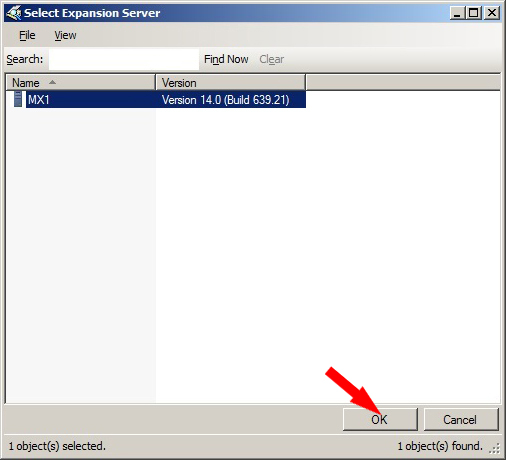 Select Expansion Server
File View
Search: Find Now Clear
Name Version
MX1 Version 14.0 (Build 639.21)
OK Cancel
1 object(s) selected. 1 object(s) found.